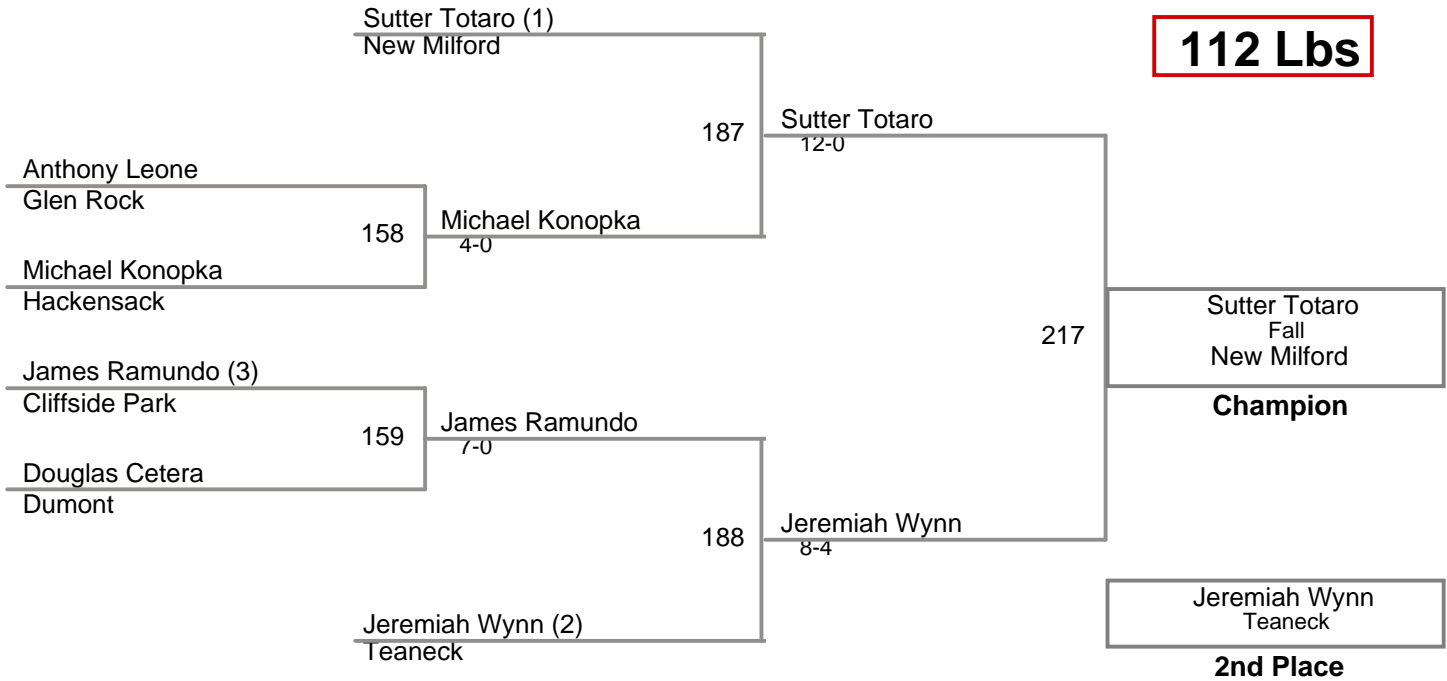 Sutter Totaro (1)
New Milford
112 Lbs
187
Sutter Totaro
12-0
Anthony Leone
Glen Rock
158
Michael Konopka
4-0
Michael Konopka
Hackensack
217
Sutter Totaro
Fall
New Milford
Champion
James Ramundo (3)
Cliffside Park
159
James Ramundo
7-0
Douglas Cetera
Dumont
188
Jeremiah Wynn
8-4
Jeremiah Wynn (2)
Teaneck
Jeremiah Wynn
Teaneck
2nd Place